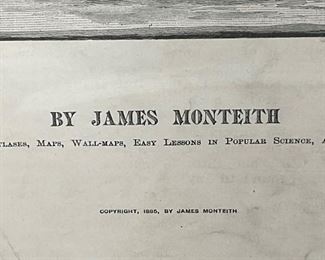 BY JAMES MONTEITH
TLASES, MAPS, WALL-MAPS, EASY LESSONS IN POPULAR SCIENCE, A
COPYRIGHT, 1885, BY JAMES MONTEITH